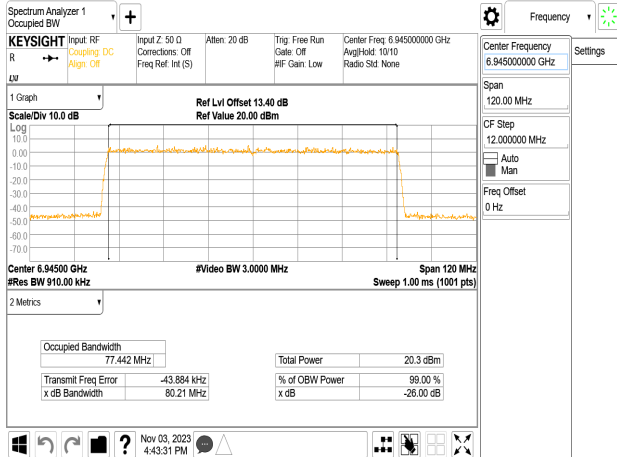 Spectrum Analyzer 1
Occupied BW
Frequency
KEYSIGHT
R
Input: RF
Coupling: DC
Align: Off
Input Z: 50 Ω
Corrections: Off
Freq Ref: Int (S)
Atten: 20 dB
Trig: Free Run
Gate: Off
#IF Gain: Low
Center Freq: 6.945000000 GHz
Avg|Hold: 10/10
Radio Std: None
Center Frequency
6.945000000 GHz
Settings
Span
120.00 MHz
CF Step
12.000000 MHz
Auto
Man
Freq Offset
0 Hz
1 Graph
Scale/Div 10.0 dB
Ref Lvl Offset 13.40 dB
Ref Value 20.00 dBm
Log
10.0
0.00
-10.0
-20.0
-30.0
-40.0
-50.0
-60.0
-70.0
Center 6.94500 GHz
#Video BW 3.0000 MHz
Span 120 MHz
#Res BW 910.00 kHz
Sweep 1.00 ms (1001 pts)
2 Metrics
Occupied Bandwidth
77.442 MHz
Total Power 20.3 dBm
Transmit Freq Error -43.884 kHz
% of OBW Power 99.00 %
x dB Bandwidth 80.21 MHz
x dB -26.00 dB
?
Nov 03, 2023
4:43:31 PM